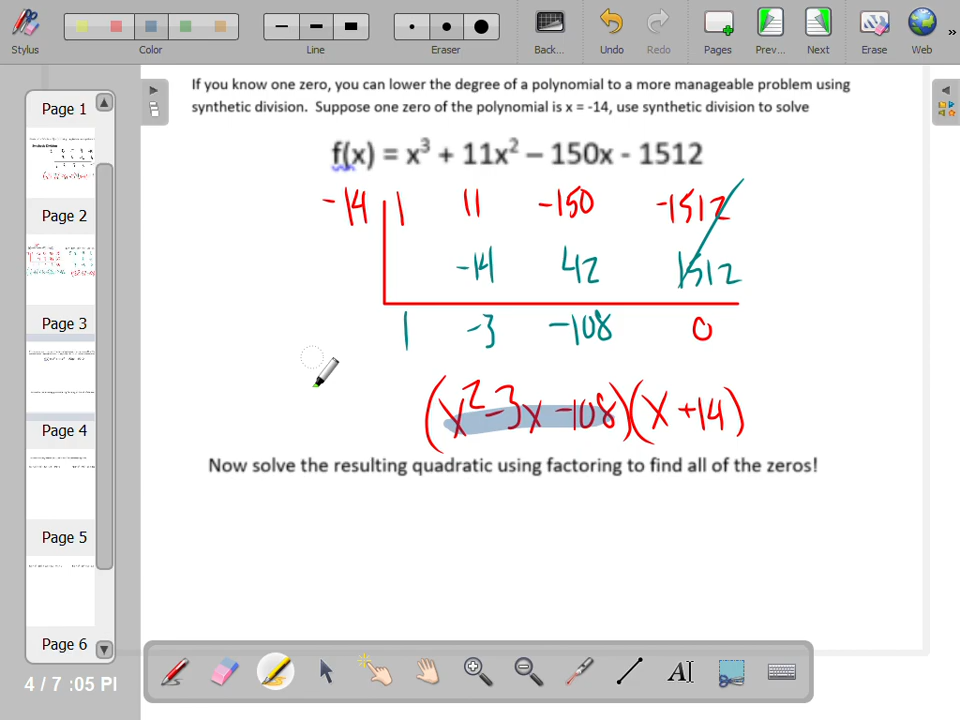 Stylus
Color
Line
Eraser
Back...
Undo
Redo
Pages
Prev...
Next
Erase
Web
»
Page 1
Page 2
Page 3
Page 4
Page 5
Page 6
4 / 7 :05 PI
If you know one zero, you can lower the degree of a polynomial to a more manageable problem using
synthetic division. Suppose one zero of the polynomial is x = -14, use synthetic division to solve
f(x) = x³ + 11x² – 150x - 1512
-14 1 11 -150 -1512
-14 42 1512
1 -3 -108 0
(x² -3x -108)(x +14)
Now solve the resulting quadratic using factoring to find all of the zeros!
A